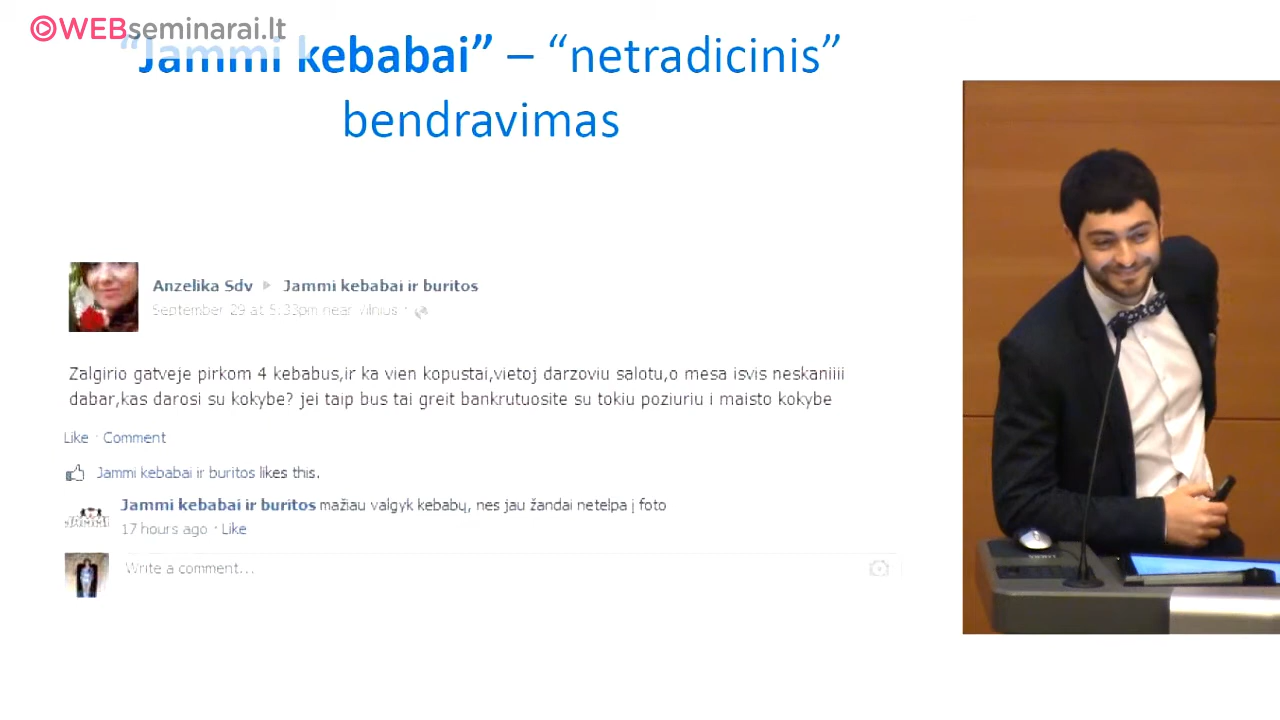 WEBseminarai.lt
“Jammi kebabai” – “netradicinis”
bendravimas
Anzelika Sdv Jammi kebabai ir buritos
September 29 at 5:33pm near Vilnius ·
Zalgirio gatveje pirkom 4 kebabus,ir ka vien kopustai,vietoj darzoviu salotu,o mesa isvis neskaniiii
dabar,kas darosi su kokybe? jei taip bus tai greit bankrutuosite su tokiu poziuriu i maisto kokybe
Like · Comment
Jammi kebabai ir buritos likes this.
JAMMI
Jammi kebabai ir buritos mažiau valgyk kebabų, nes jau žandai netelpa į foto
17 hours ago · Like
Write a comment...